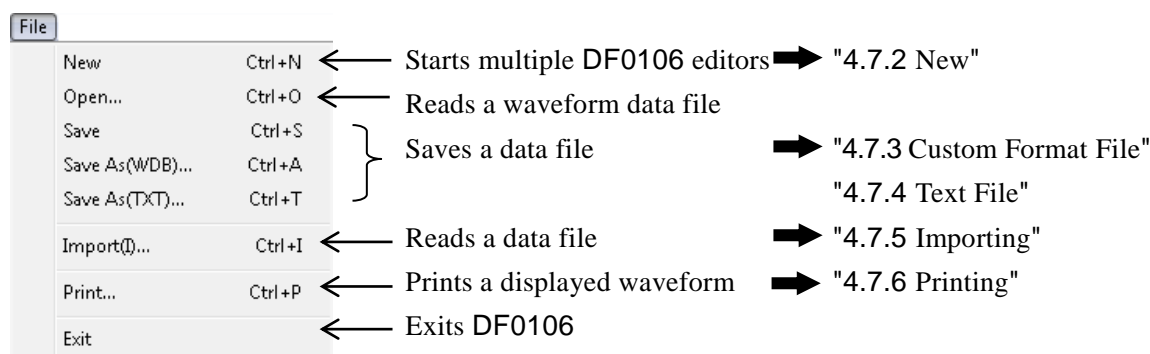 File
New Ctrl+N Starts multiple DF0106 editors "4.7.2 New"
Open... Ctrl+O Reads a waveform data file
Save Ctrl+S Saves a data file "4.7.3 Custom Format File"
Save As(WDB)... Ctrl+A
Save As(TXT)... Ctrl+T "4.7.4 Text File"
Import(I)... Ctrl+I Reads a data file "4.7.5 Importing"
Print... Ctrl+P Prints a displayed waveform "4.7.6 Printing"
Exit Exits DF0106